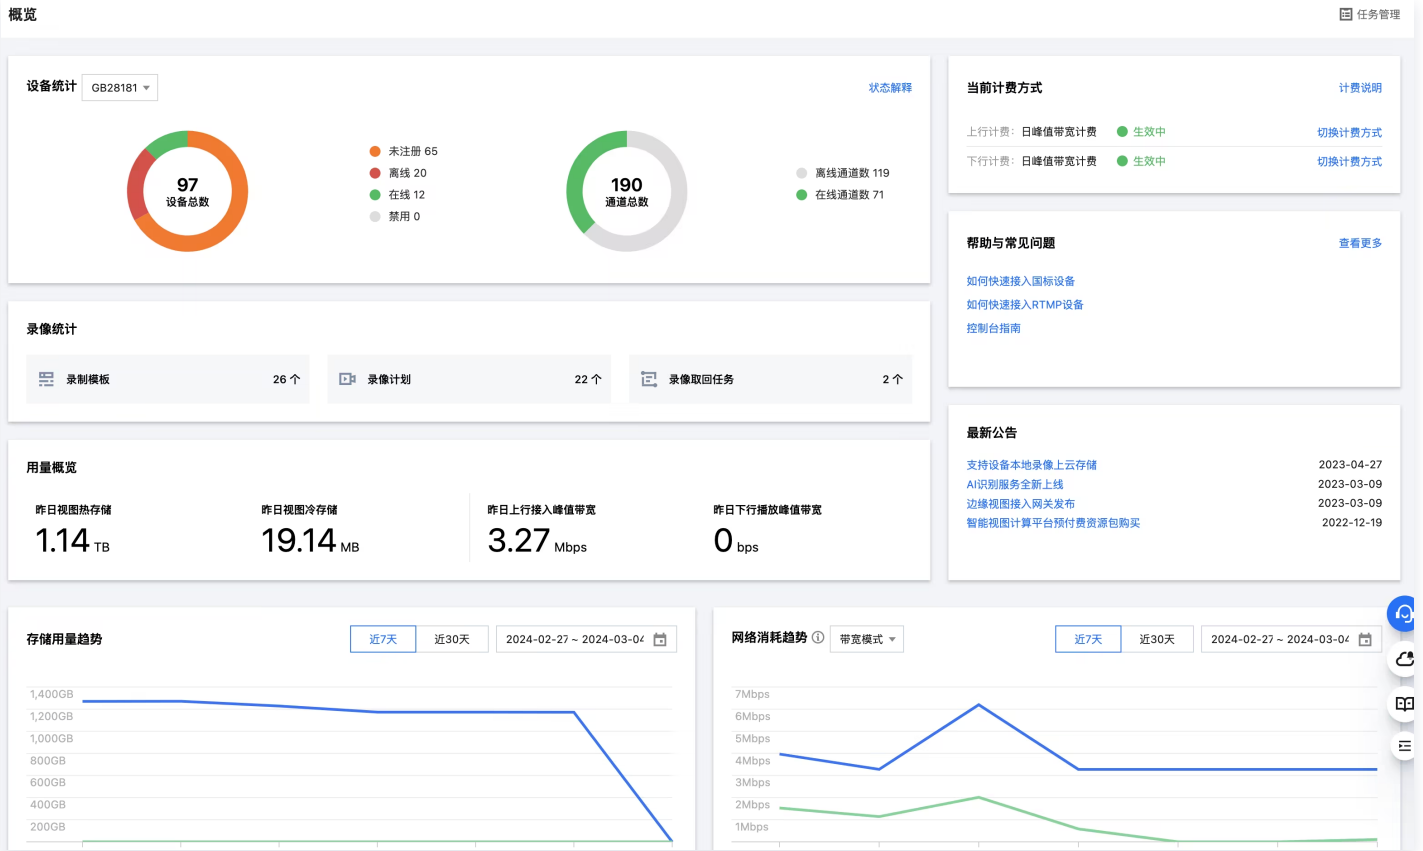 概览
任务管理
设备统计 GB28181 状态解释
97
设备总数
未注册 65
离线 20
在线 12
禁用 0
190
通道总数
离线通道数 119
在线通道数 71
录像统计
录制模板 26 个
录像计划 22 个
录像取回任务 2 个
用量概览
昨日视图热存储
1.14 TB
昨日视图冷存储
19.14 MB
昨日上行接入峰值带宽
3.27 Mbps
昨日下行播放峰值带宽
0 bps
当前计费方式 计费说明
上行计费: 日峰值带宽计费 生效中 切换计费方式
下行计费: 日峰值带宽计费 生效中 切换计费方式
帮助与常见问题 查看更多
如何快速接入国标设备
如何快速接入RTMP设备
控制台指南
最新公告
支持设备本地录像上云存储 2023-04-27
AI识别服务全新上线 2023-03-09
边缘视图接入网关发布 2023-03-09
智能视图计算平台预付费资源包购买 2022-12-19
存储用量趋势 近7天 近30天 2024-02-27 ~ 2024-03-04
1,400GB
1,200GB
1,000GB
800GB
600GB
400GB
200GB
网络消耗趋势 带宽模式 近7天 近30天 2024-02-27 ~ 2024-03-04
7Mbps
6Mbps
5Mbps
4Mbps
3Mbps
2Mbps
1Mbps